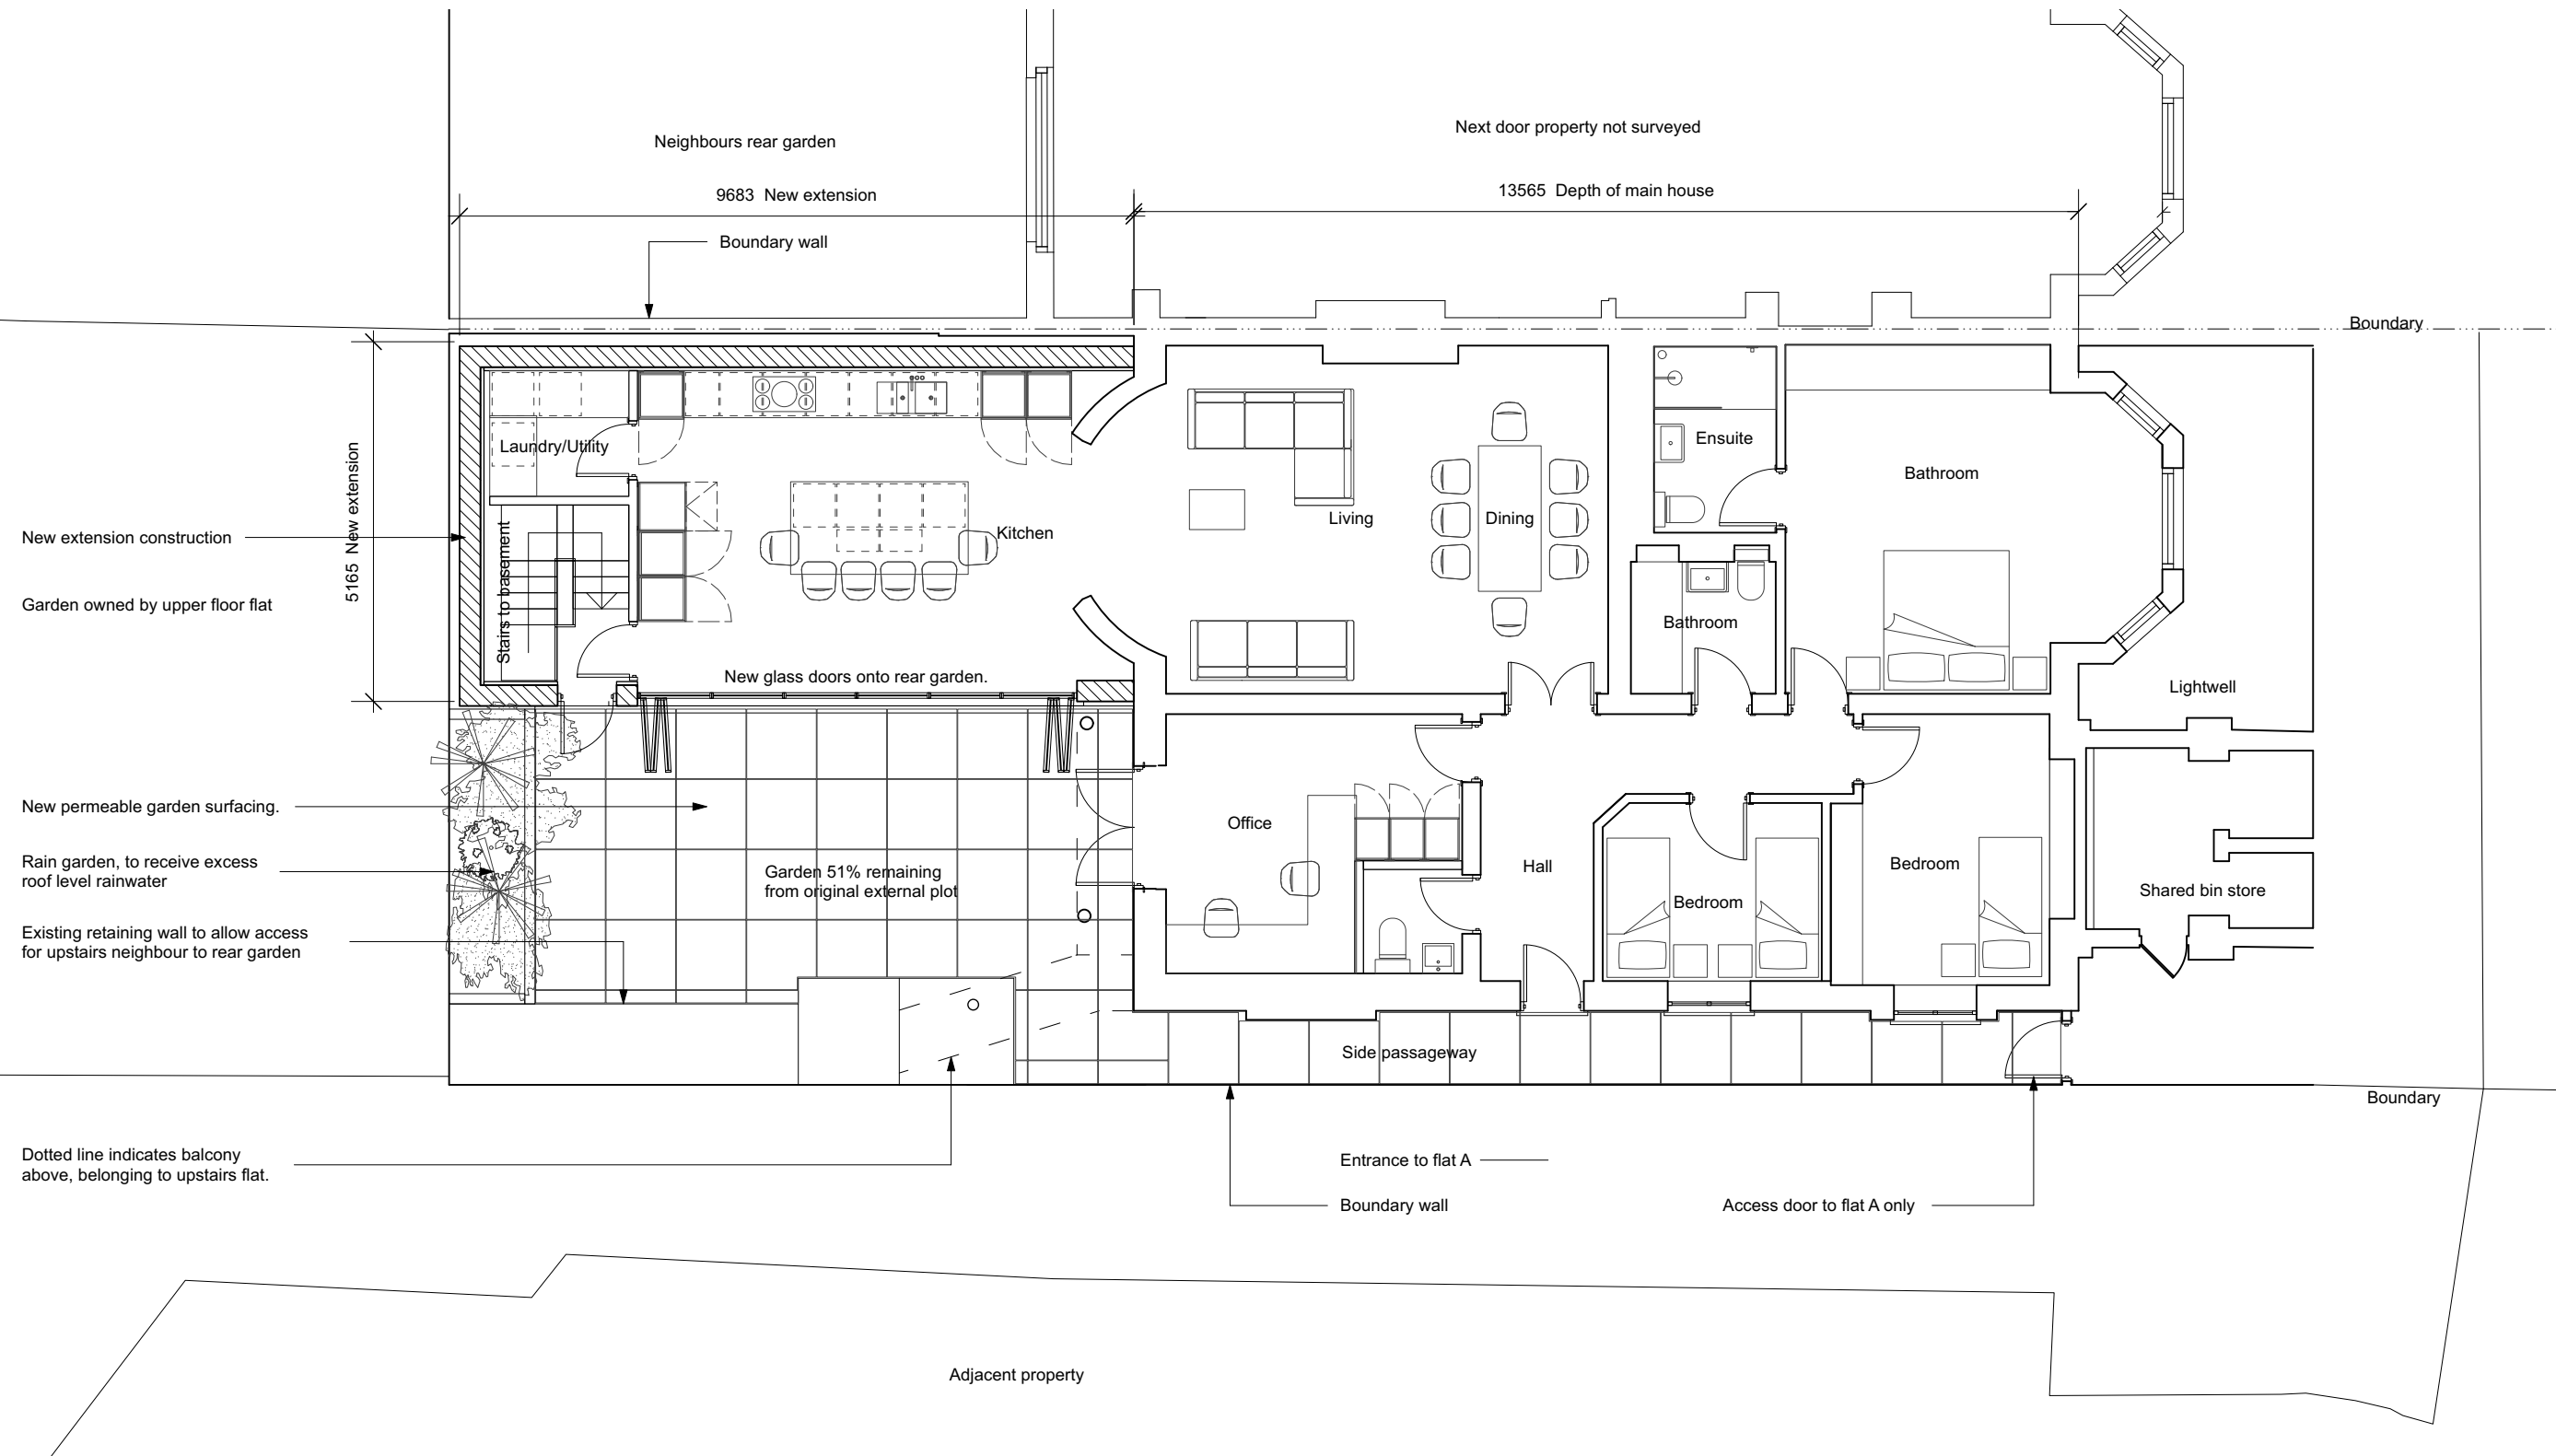 Neighbours rear garden
Next door property not surveyed
9683  New extension
13565  Depth of main house
Boundary wall
Boundary
Laundry/Utility
Ensuite
Bathroom
Kitchen
Living
Dining
New extension construction
5165  New extension
Stairs to basement
Garden owned by upper floor flat
Bathroom
New glass doors onto rear garden.
Lightwell
New permeable garden surfacing.
Office
Rain garden, to receive excess
roof level rainwater
Garden 51% remaining
from original external plot
Hall
Bedroom
Bedroom
Shared bin store
Existing retaining wall to allow access
for upstairs neighbour to rear garden
Side passageway
Boundary
Dotted line indicates balcony
above, belonging to upstairs flat.
Entrance to flat A
Boundary wall
Access door to flat A only
Adjacent property